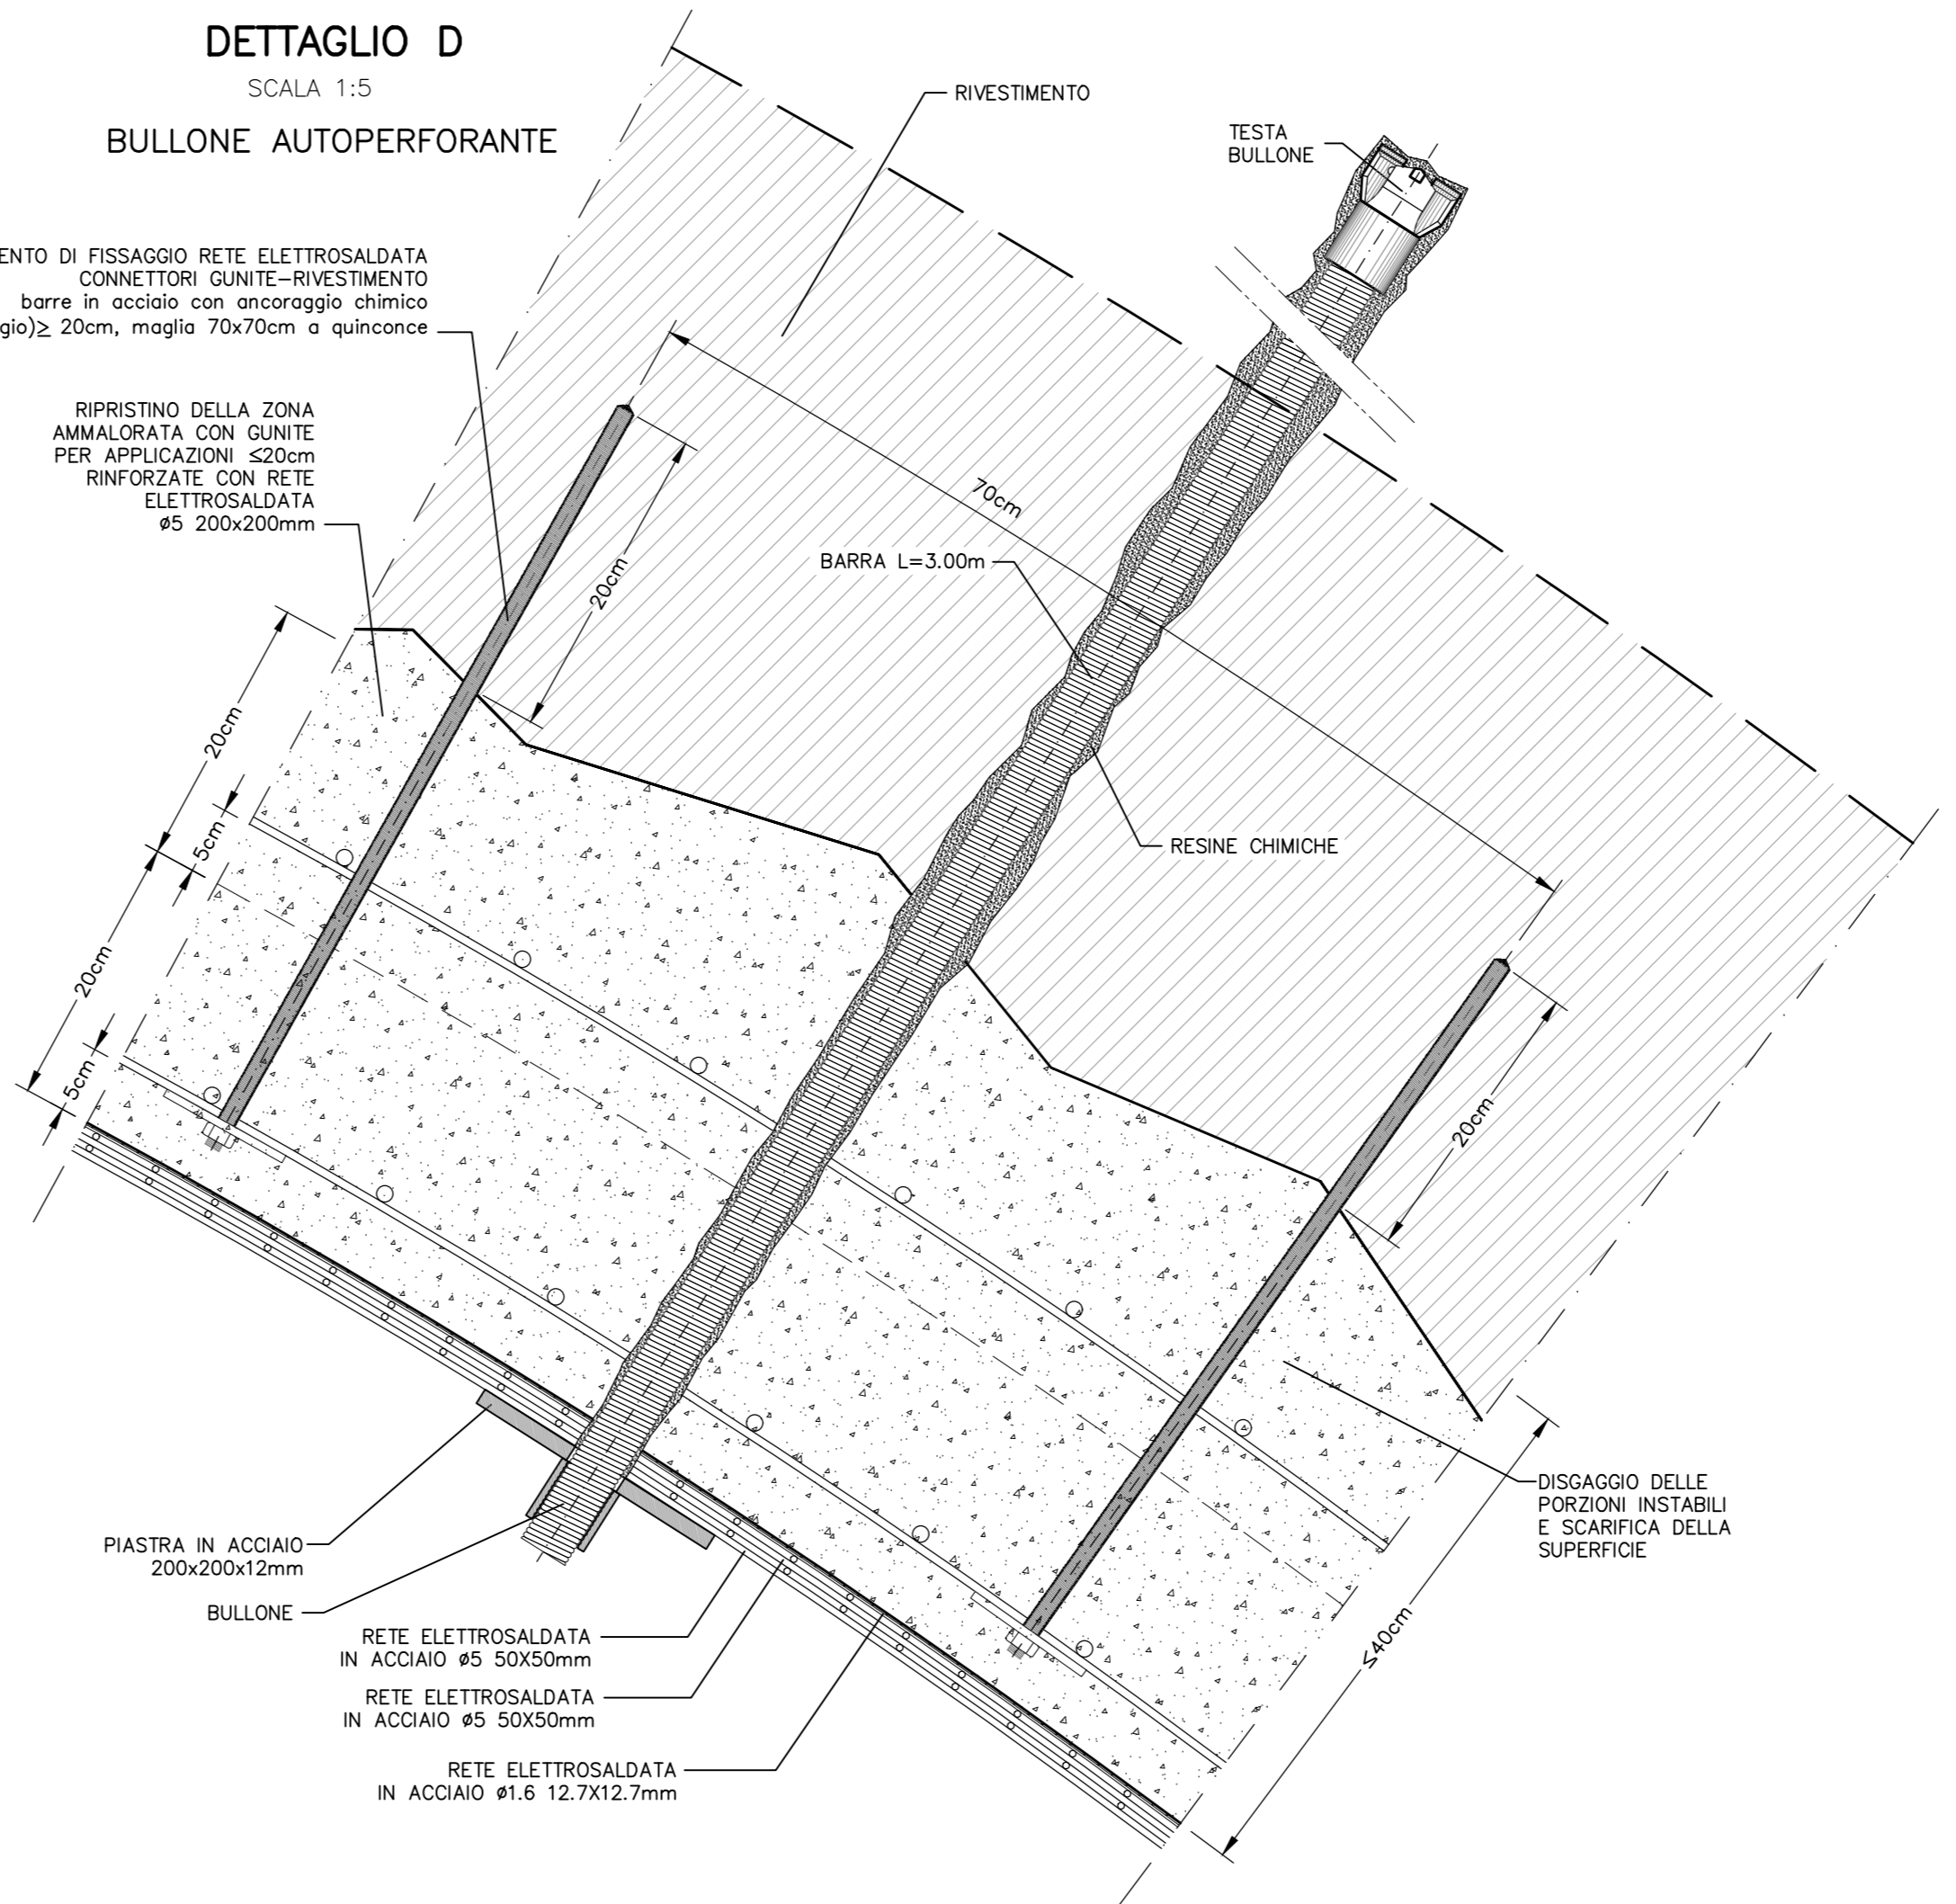 DETTAGLIO D
SCALA 1:5
BULLONE AUTOPERFORANTE
RIVESTIMENTO
TESTA
BULLONE
DI FISSAGGIO RETE ELETTROSALDATA
CONNETTORI GUNITE-RIVESTIMENTO
barre in acciaio con ancoraggio chimico
≥ 20cm, maglia 70x70cm a quinconce
RIPRISTINO DELLA ZONA
AMMALORATA CON GUNITE
PER APPLICAZIONI ≤20cm
RINFORZATE CON RETE
ELETTROSALDATA
ø5 200x200mm
70cm
20cm
BARRA L=3.00m
20cm
5cm
RESINE CHIMICHE
20cm
5cm
20cm
DISGAGGIO DELLE
PORZIONI INSTABILI
E SCARIFICA DELLA
SUPERFICIE
≤40cm
PIASTRA IN ACCIAIO
200x200x12mm
BULLONE
RETE ELETTROSALDATA
IN ACCIAIO ø5 50X50mm
RETE ELETTROSALDATA
IN ACCIAIO ø5 50X50mm
RETE ELETTROSALDATA
IN ACCIAIO ø1.6 12.7X12.7mm